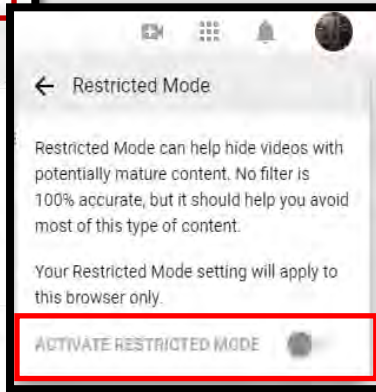 Restricted Mode
Restricted Mode can help hide videos with
potentially mature content. No filter is
100% accurate, but it should help you avoid
most of this type of content.
Your Restricted Mode setting will apply to
this browser only.
ACTIVATE RESTRICTED MODE